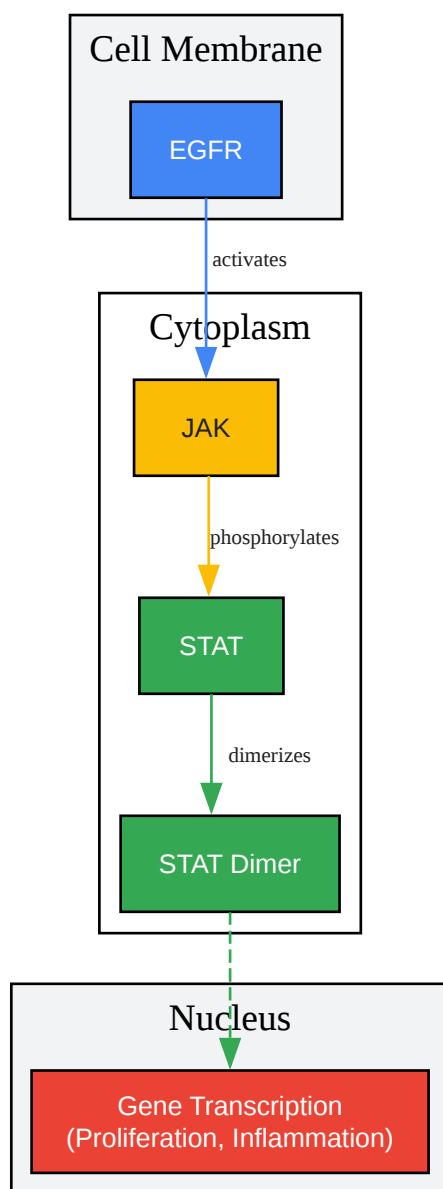 Cell Membrane
EGFR
activates
Cytoplasm
JAK
phosphorylates
STAT
dimerizes
STAT Dimer
Nucleus
Gene Transcription
(Proliferation, Inflammation)